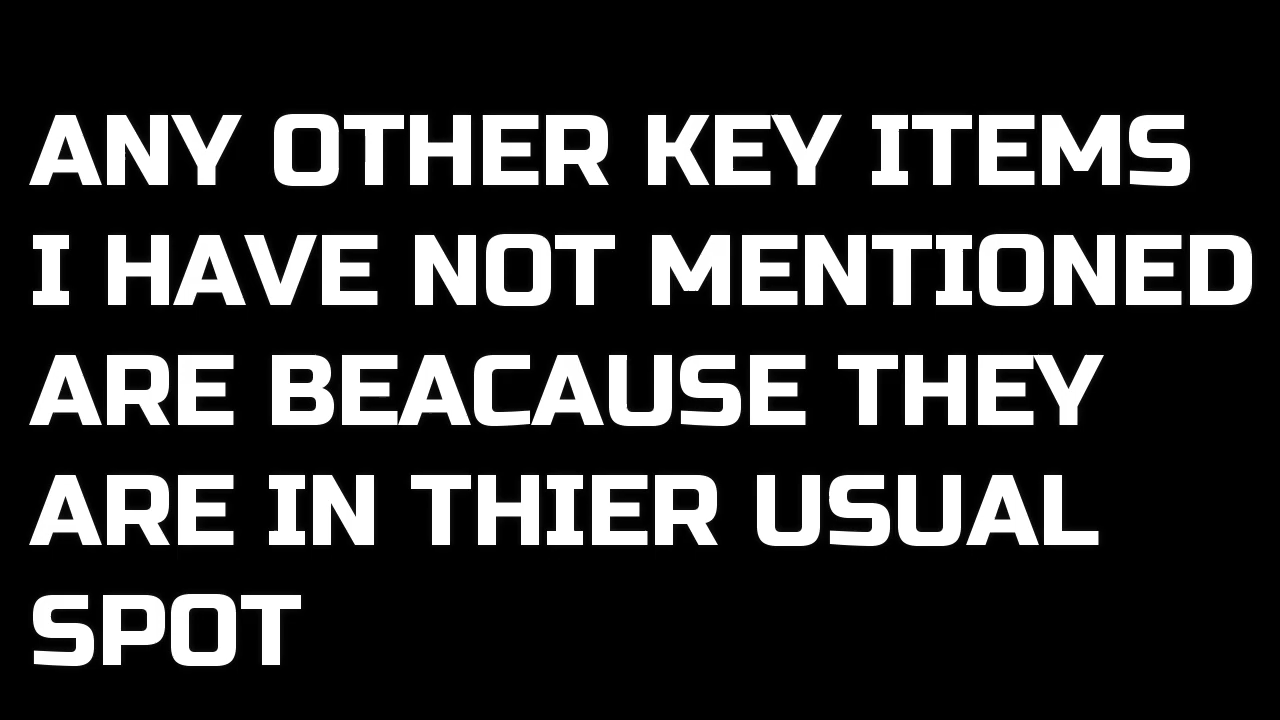 ANY OTHER KEY ITEMS
I HAVE NOT MENTIONED
ARE BEACAUSE THEY
ARE IN THIER USUAL
SPOT